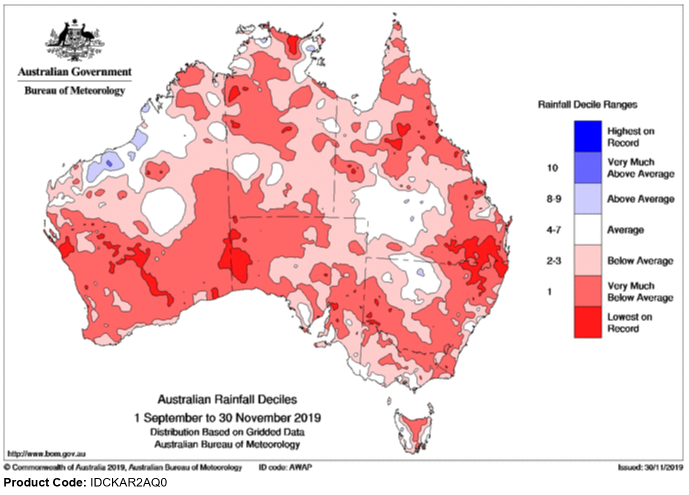 Australian Government
Bureau of Meteorology
Rainfall Decile Ranges
Highest on
Record
10
Very Much
Above Average
8-9
Above Average
4-7
Average
2-3
Below Average
1
Very Much
Below Average
Lowest on
Record
Australian Rainfall Deciles
1 September to 30 November 2019
Distribution Based on Gridded Data
Australian Bureau of Meteorology
http://www.bom.gov.au
© Commonwealth of Australia 2019, Australian Bureau of Meteorology ID code: AWAP Issued: 30/11/2019
Product Code: IDCKAR2AQ0